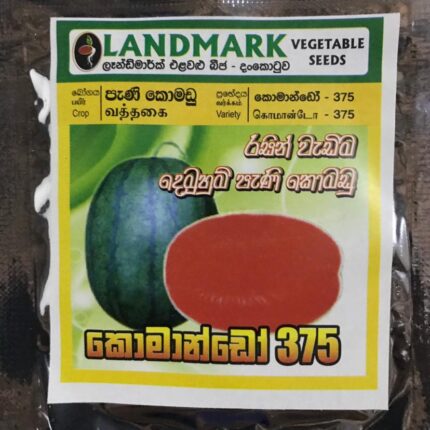 LANDMARK VEGETABLE SEEDS
ලෑන්ඩ්මාර්ක් එළවළු බීජ - දංකොටුව
බෝගය
பயிர்
Crop
පැණි කොමඩු
வத்தகை
ප්‍රභේදය
வர்க்கம்
Variety
කොමාන්ඩෝ - 375
கொமான்டோ - 375
රසින් වැඩිම
දෙමුහුම් පැණි කොමඩු
කොමාන්ඩෝ 375